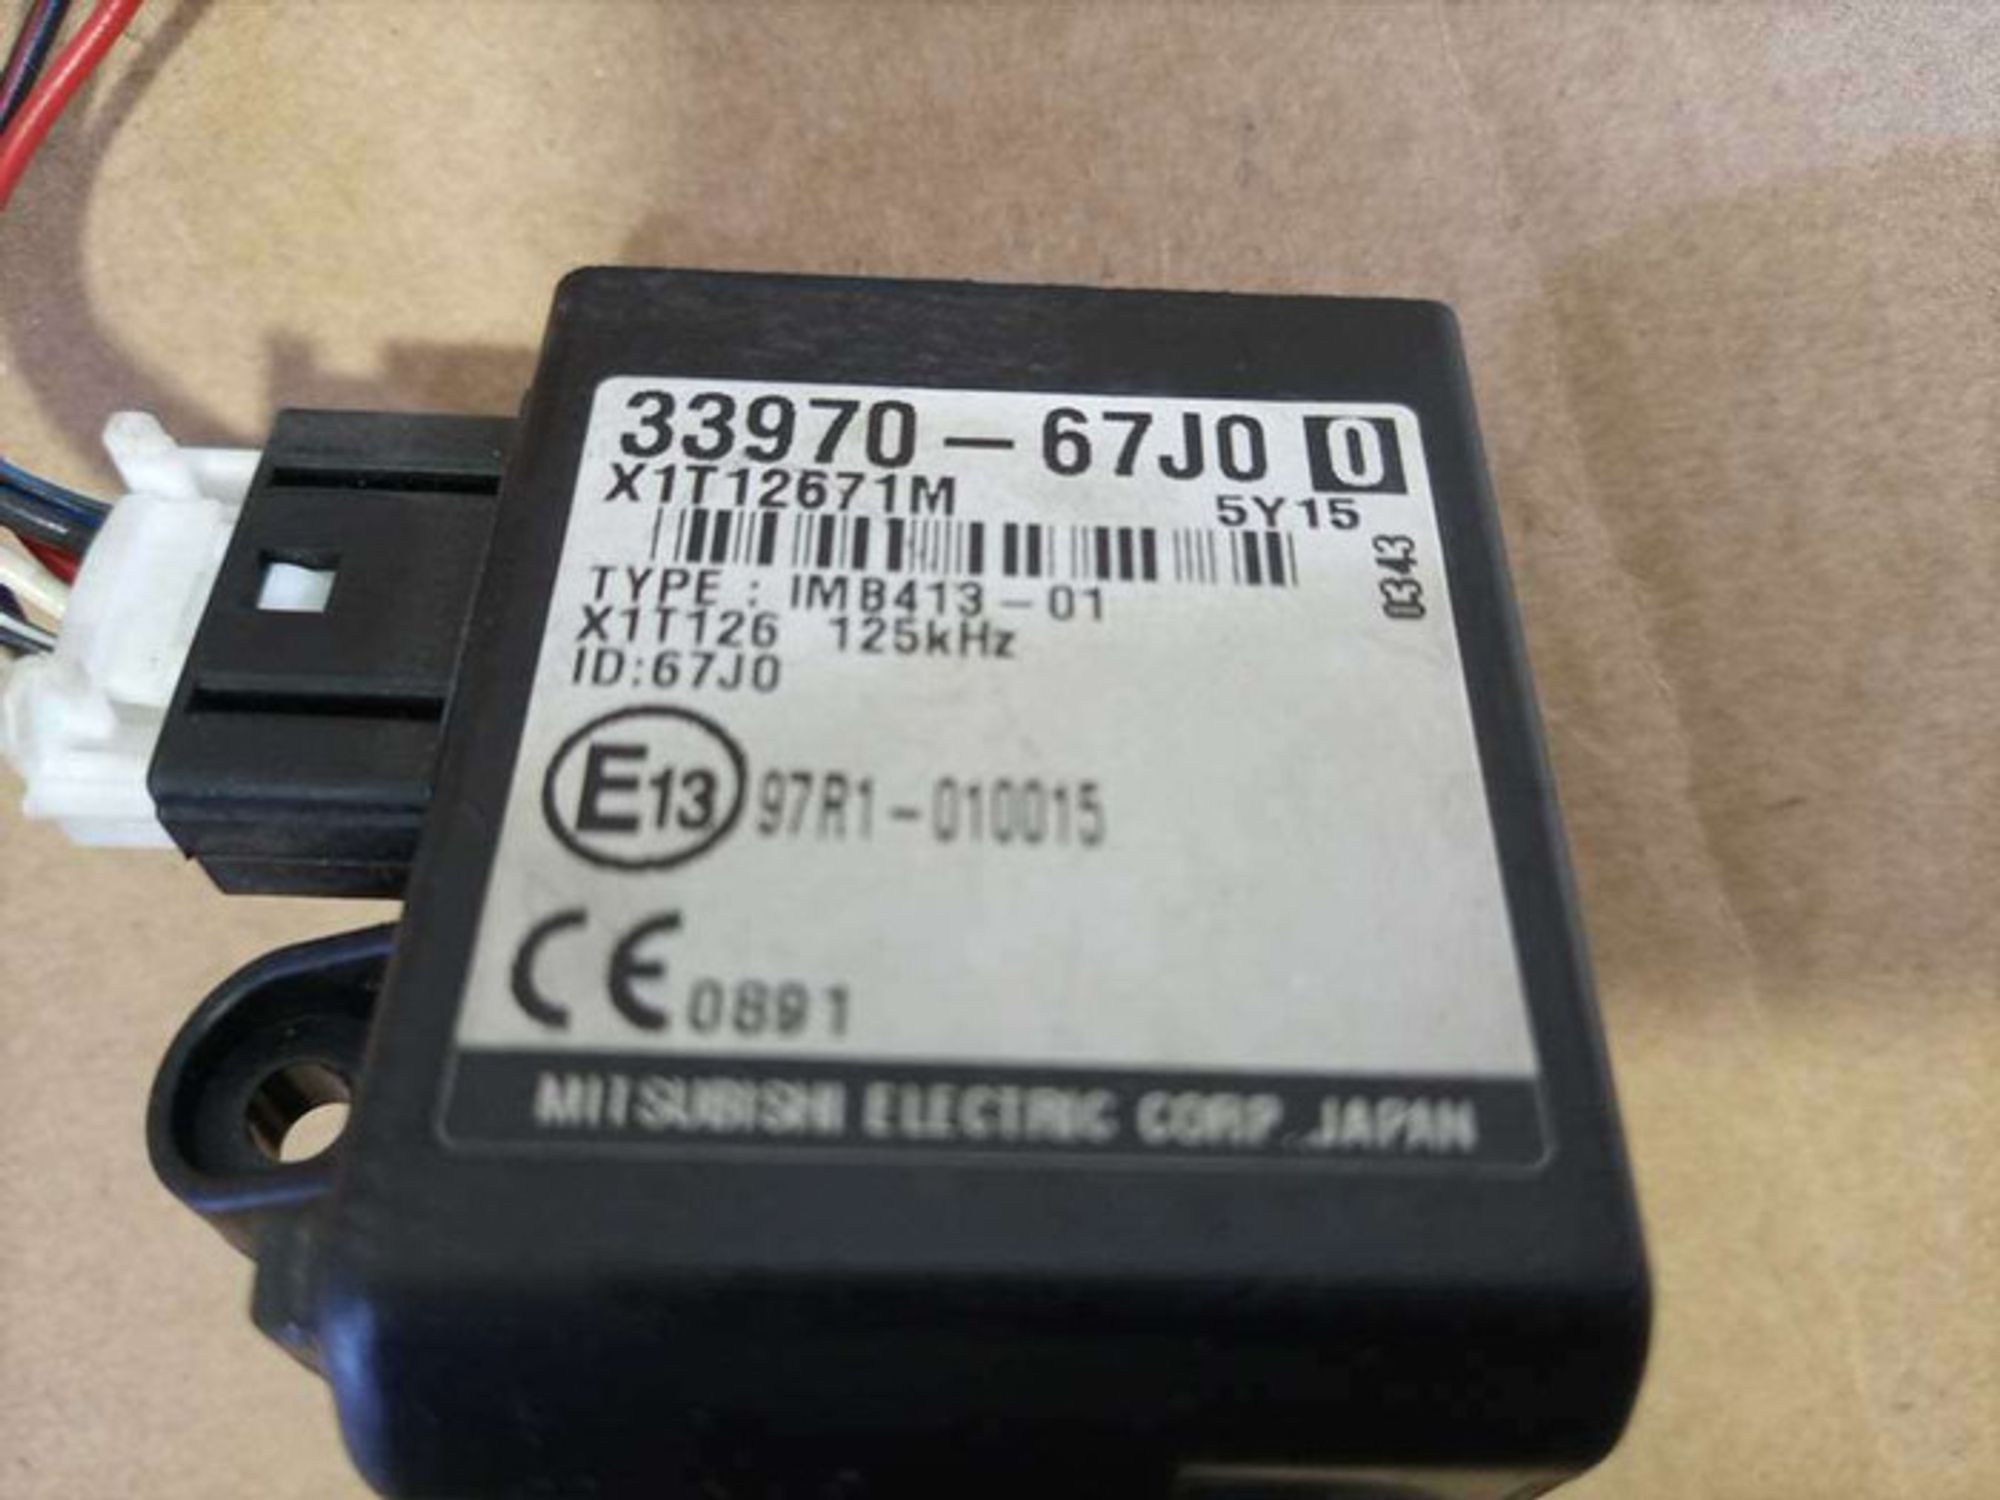 33970-67J0 0
X1T12671M 5Y15
0343
TYPE : IMB413-01
X1T126 125kHz
ID:67J0
E13 97R1-010015
CE 0891
MITSUBISHI ELECTRIC CORP. JAPAN